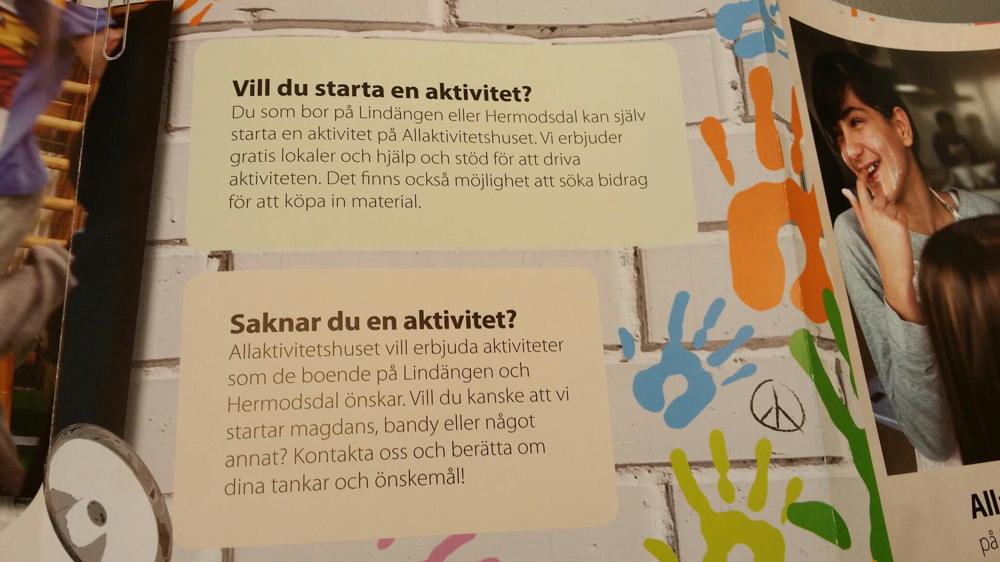 Vill du starta en aktivitet?
Du som bor på Lindängen eller Hermodsdal kan själv
starta en aktivitet på Allaktivitetshuset. Vi erbjuder
gratis lokaler och hjälp och stöd för att driva
aktiviteten. Det finns också möjlighet att söka bidrag
för att köpa in material.
Saknar du en aktivitet?
Allaktivitetshuset vill erbjuda aktiviteter
som de boende på Lindängen och
Hermodsdal önskar. Vill du kanske att vi
startar magdans, bandy eller något
annat? Kontakta oss och berätta om
dina tankar och önskemål!
på